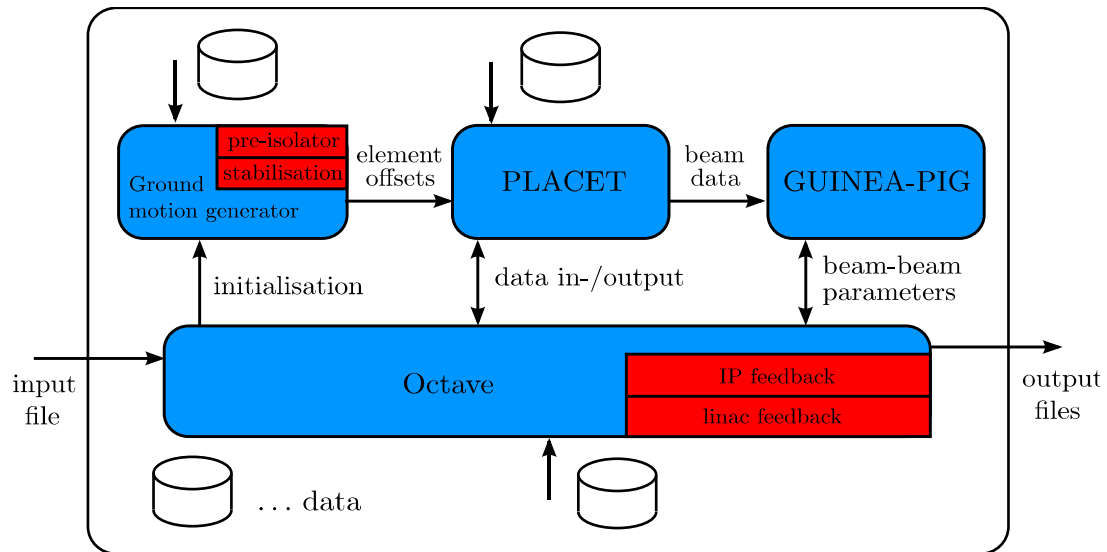 pre-isolator
stabilisation
Ground
motion generator
element
offsets
PLACET
beam
data
GUINEA-PIG
initialisation
data in-/output
beam-beam
parameters
input
file
Octave
IP feedback
linac feedback
output
files
... data